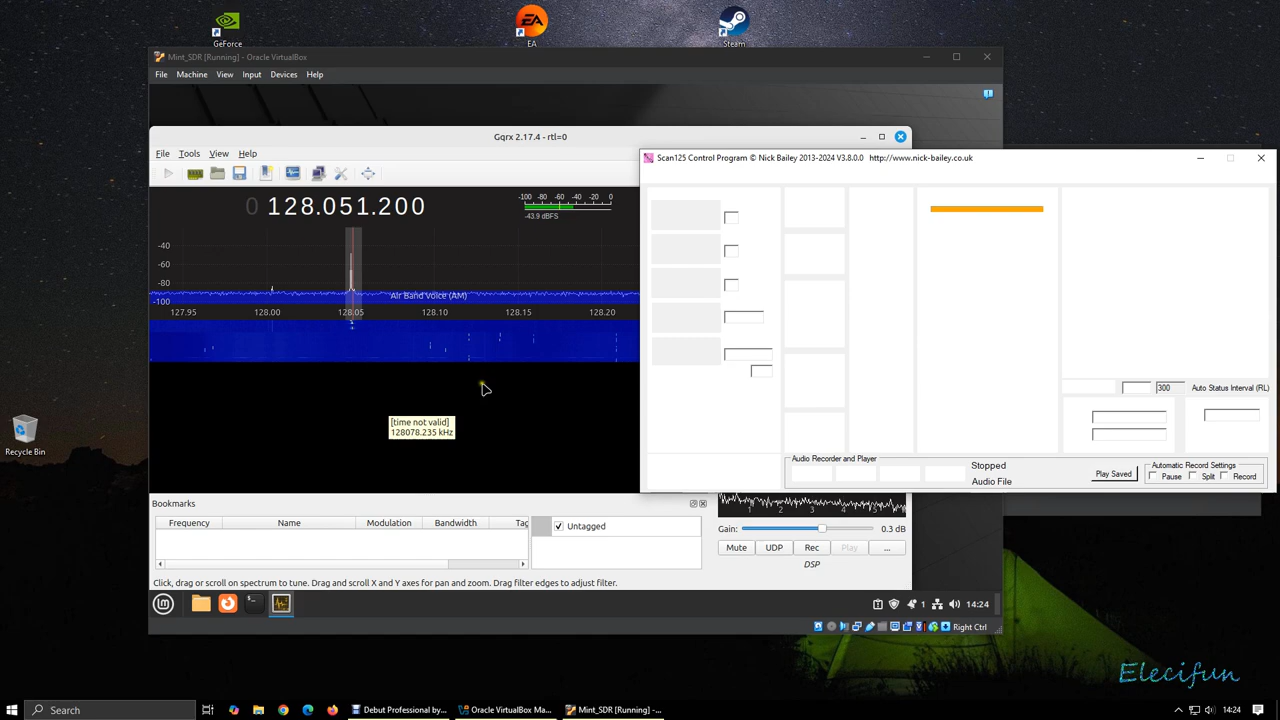 GeForce
EA
Steam
Mint_SDR [Running] - Oracle VirtualBox
File Machine View Input Devices Help
Gqrx 2.17.4 - rtl=0
File Tools View Help
0 128.051.200
-100 -80 -60 -40 -20 0
-43.9 dBFS
-40
-60
-80
-100
Air Band Voice (AM)
127.95 128.00 128.05 128.10 128.15 128.20
[time not valid]
128078.235 kHz
Scan125 Control Program © Nick Bailey 2013-2024 V3.8.0.0 http://www.nick-bailey.co.uk
300 Auto Status Interval (RL)
Audio Recorder and Player
Stopped
Audio File
Play Saved
Automatic Record Settings
Pause Split Record
Recycle Bin
Bookmarks
Frequency Name Modulation Bandwidth Tag
Untagged
1 2 3 4 5
Gain: 0.3 dB
Mute UDP Rec Play ...
DSP
Click, drag or scroll on spectrum to tune. Drag and scroll X and Y axes for pan and zoom. Drag filter edges to adjust filter.
1 14:24
Right Ctrl
Elecifun
Search
Debut Professional by...
Oracle VirtualBox Ma...
Mint_SDR [Running] -...
14:24